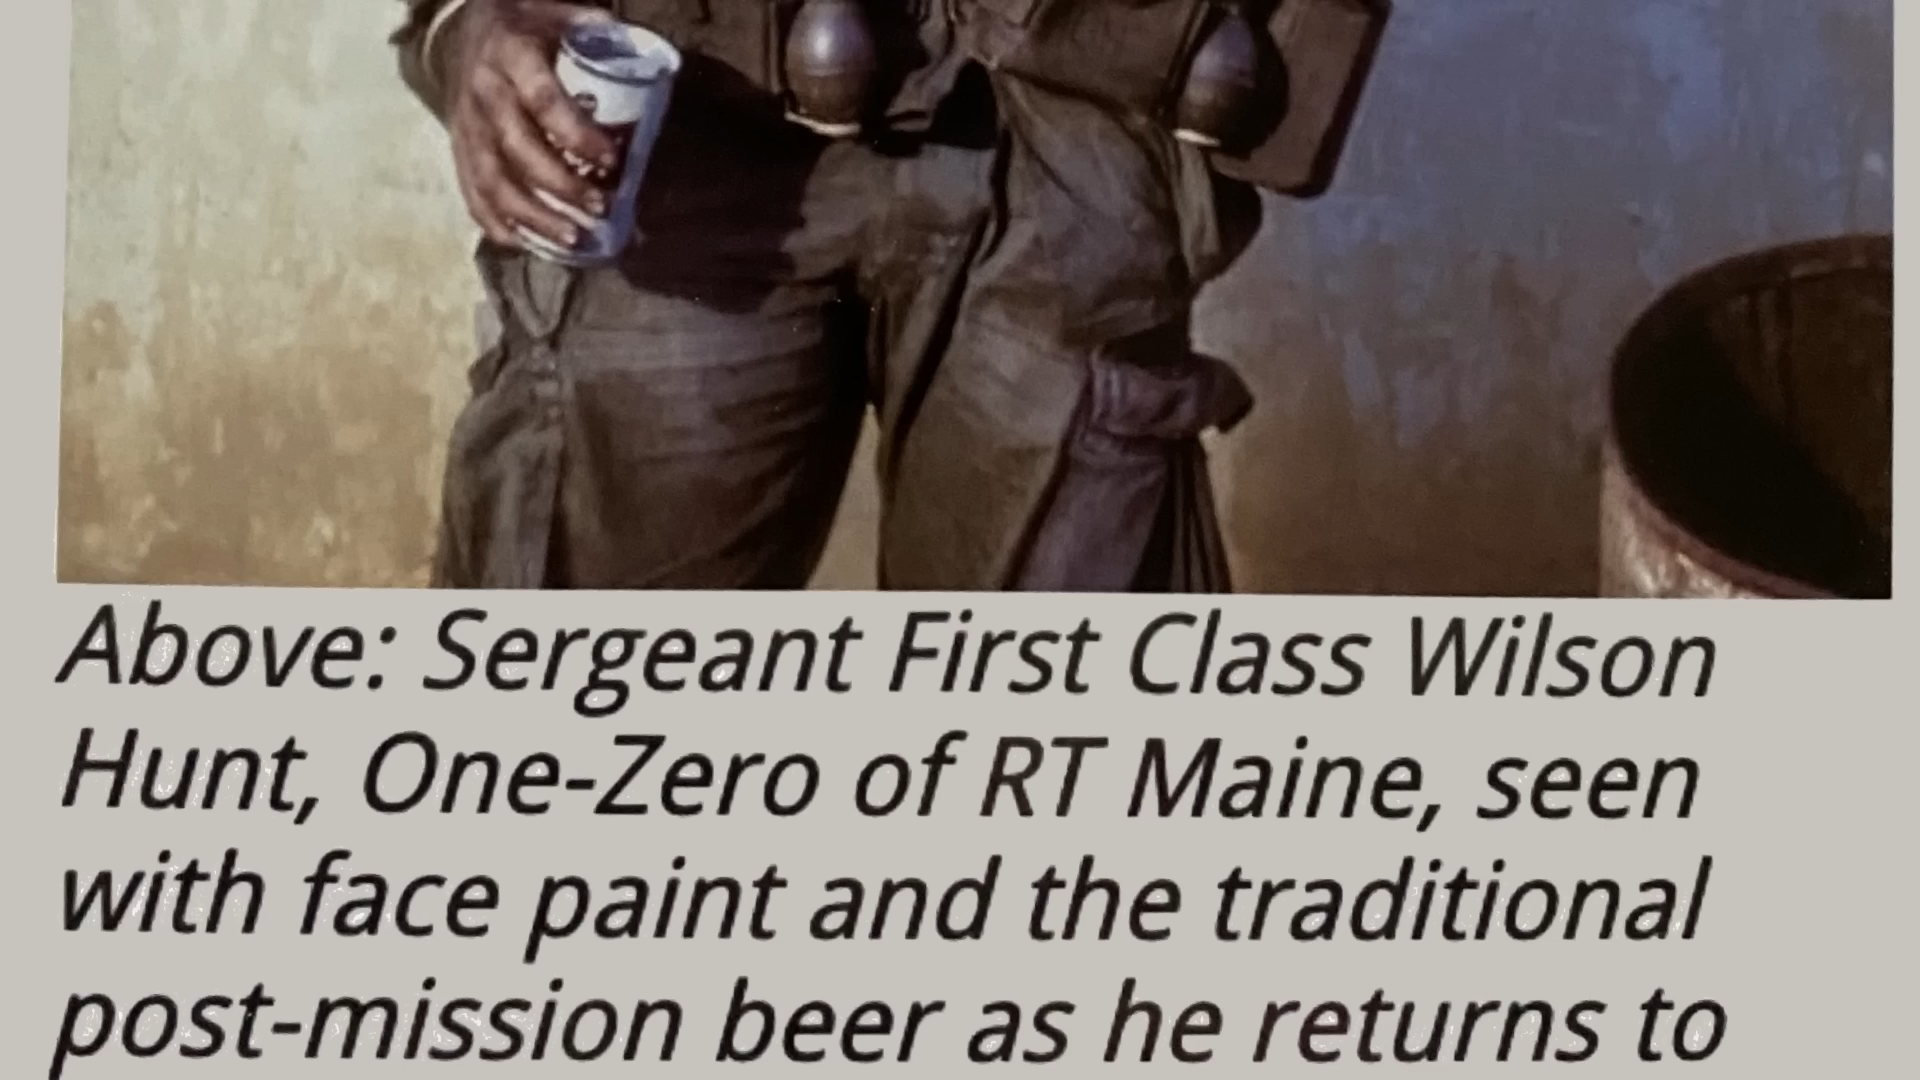 Above: Sergeant First Class Wilson
Hunt, One-Zero of RT Maine, seen
with face paint and the traditional
post-mission beer as he returns to